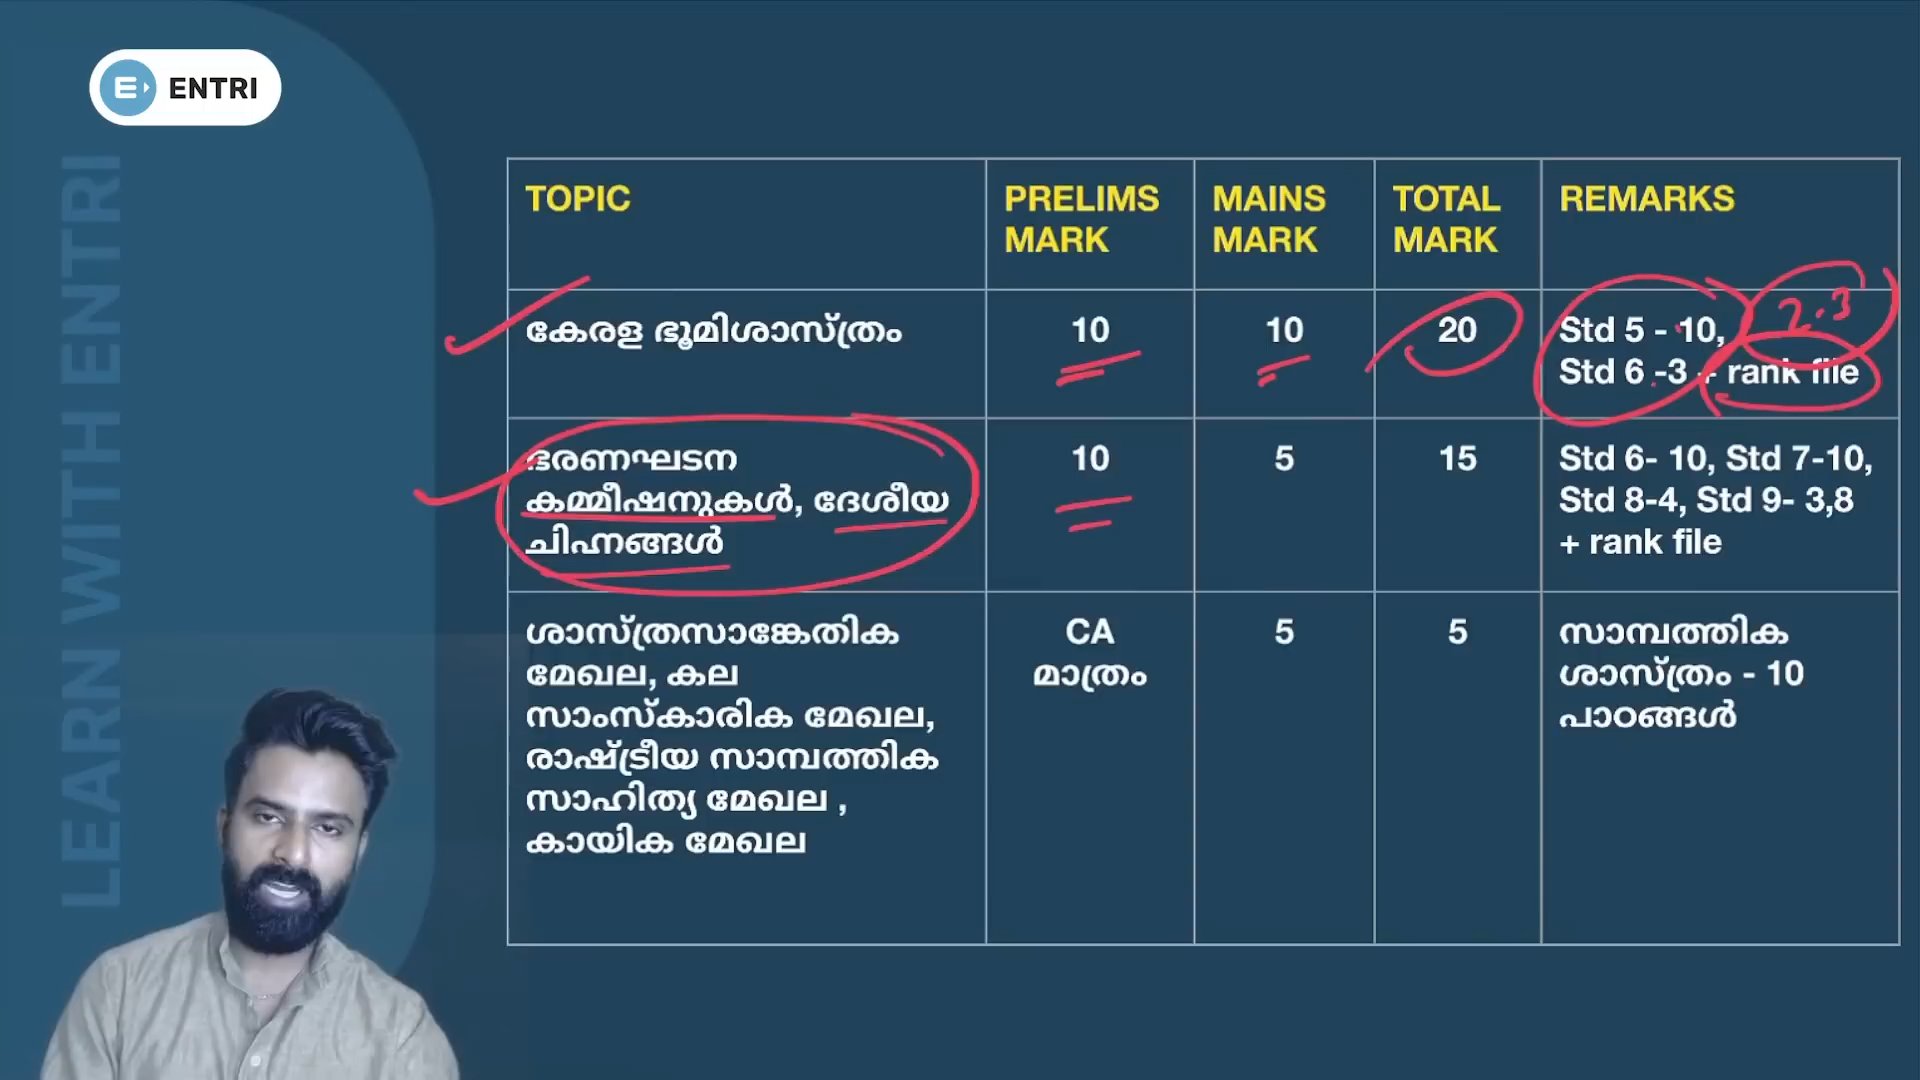 ENTRI
LEARN WITH ENTRI
TOPIC
PRELIMS
MARK
MAINS
MARK
TOTAL
MARK
REMARKS
കേരള ഭൂമിശാസ്ത്രം
10
10
20
Std 5 - 10,
Std 6 -3 + rank file
2.3
ഭരണഘടന
കമ്മീഷനുകൾ, ദേശീയ
ചിഹ്നങ്ങൾ
10
5
15
Std 6- 10, Std 7-10,
Std 8-4, Std 9- 3,8
+ rank file
ശാസ്ത്രസാങ്കേതിക
മേഖല, കല
സാംസ്കാരിക മേഖല,
രാഷ്ട്രീയ സാമ്പത്തിക
സാഹിത്യ മേഖല ,
കായിക മേഖല
CA
മാത്രം
5
5
സാമ്പത്തിക
ശാസ്ത്രം - 10
പാഠങ്ങൾ